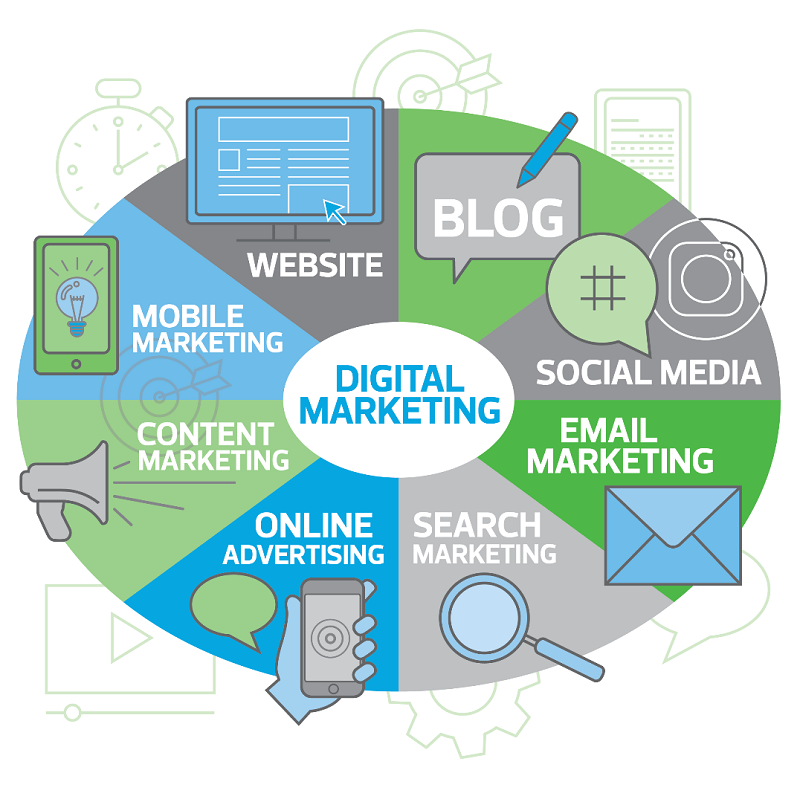 BLOG
WEBSITE
MOBILE
MARKETING
#
SOCIAL MEDIA
DIGITAL
MARKETING
CONTENT
MARKETING
EMAIL
MARKETING
ONLINE
ADVERTISING
SEARCH
MARKETING